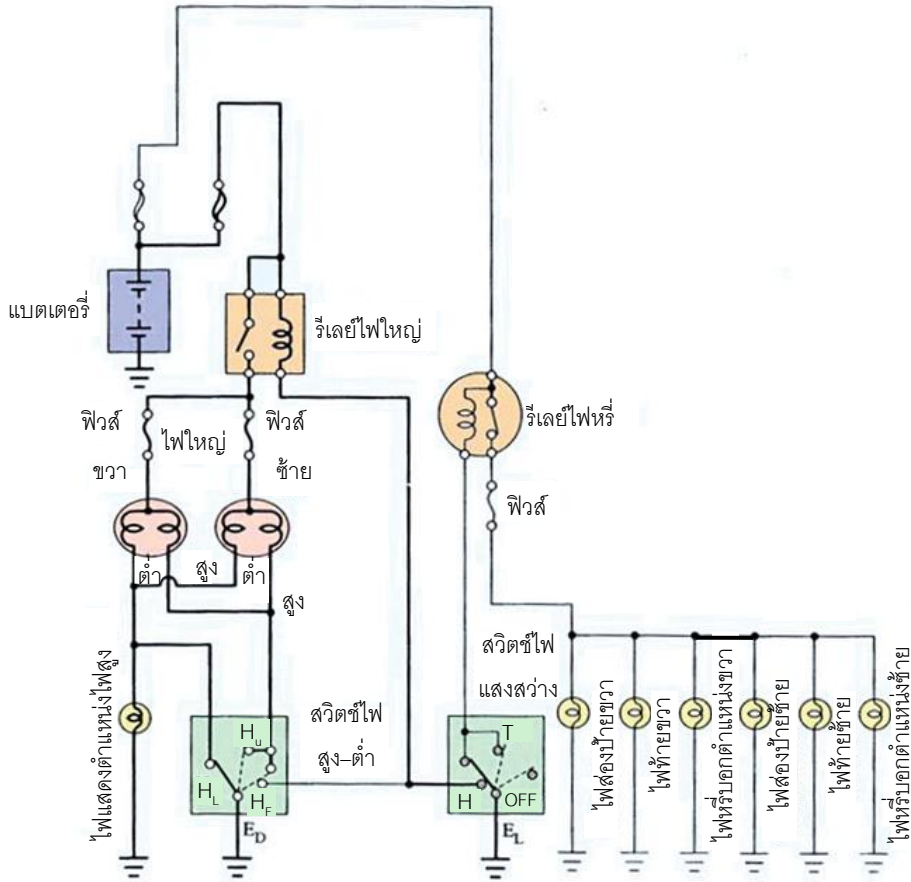 แบตเตอรี่
รีเลย์ไฟใหญ่
รีเลย์ไฟหรี่
ฟิวส์
ฟิวส์
ไฟใหญ่
ขวา
ซ้าย
ฟิวส์
ต่ำ
สูง
ต่ำ
สูง
สวิตช์ไฟ
แสงสว่าง
สวิตช์ไฟ
สูง-ต่ำ
ไฟแสดงตำแหน่งไฟสูง
Hu
HL
HF
ED
T
H
OFF
EL
ไฟส่องป้ายขวา
ไฟท้ายขวา
ไฟหรี่บอกตำแหน่งขวา
ไฟส่องป้ายซ้าย
ไฟท้ายซ้าย
ไฟหรี่บอกตำแหน่งซ้าย